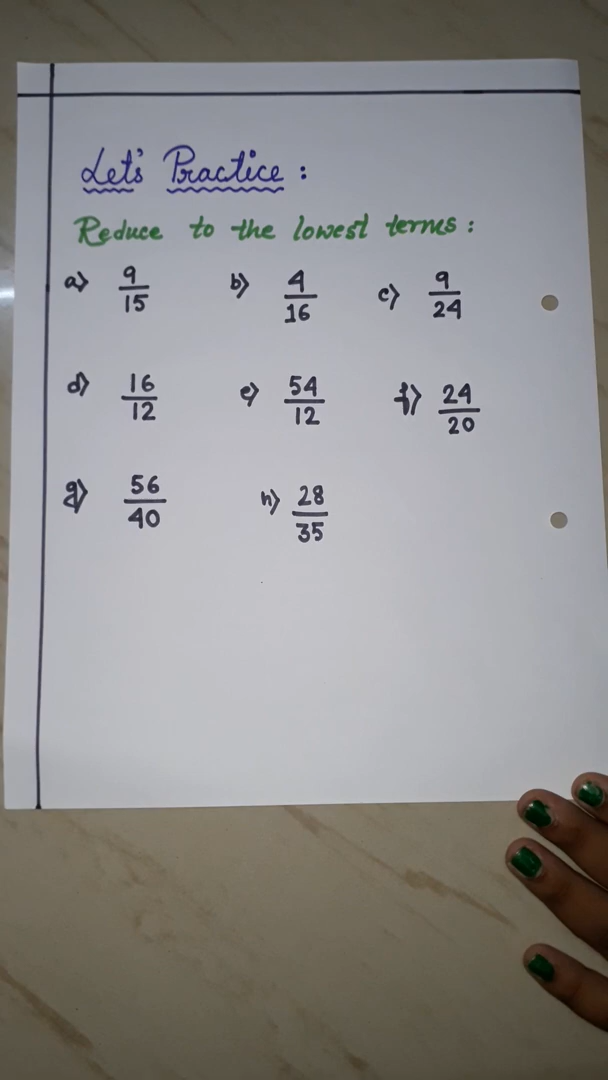 Let's Practice :
Reduce to the lowest terms :
a) 9/15 b) 4/16 c) 9/24
d) 16/12 e) 54/12 f) 24/20
g) 56/40 h) 28/35